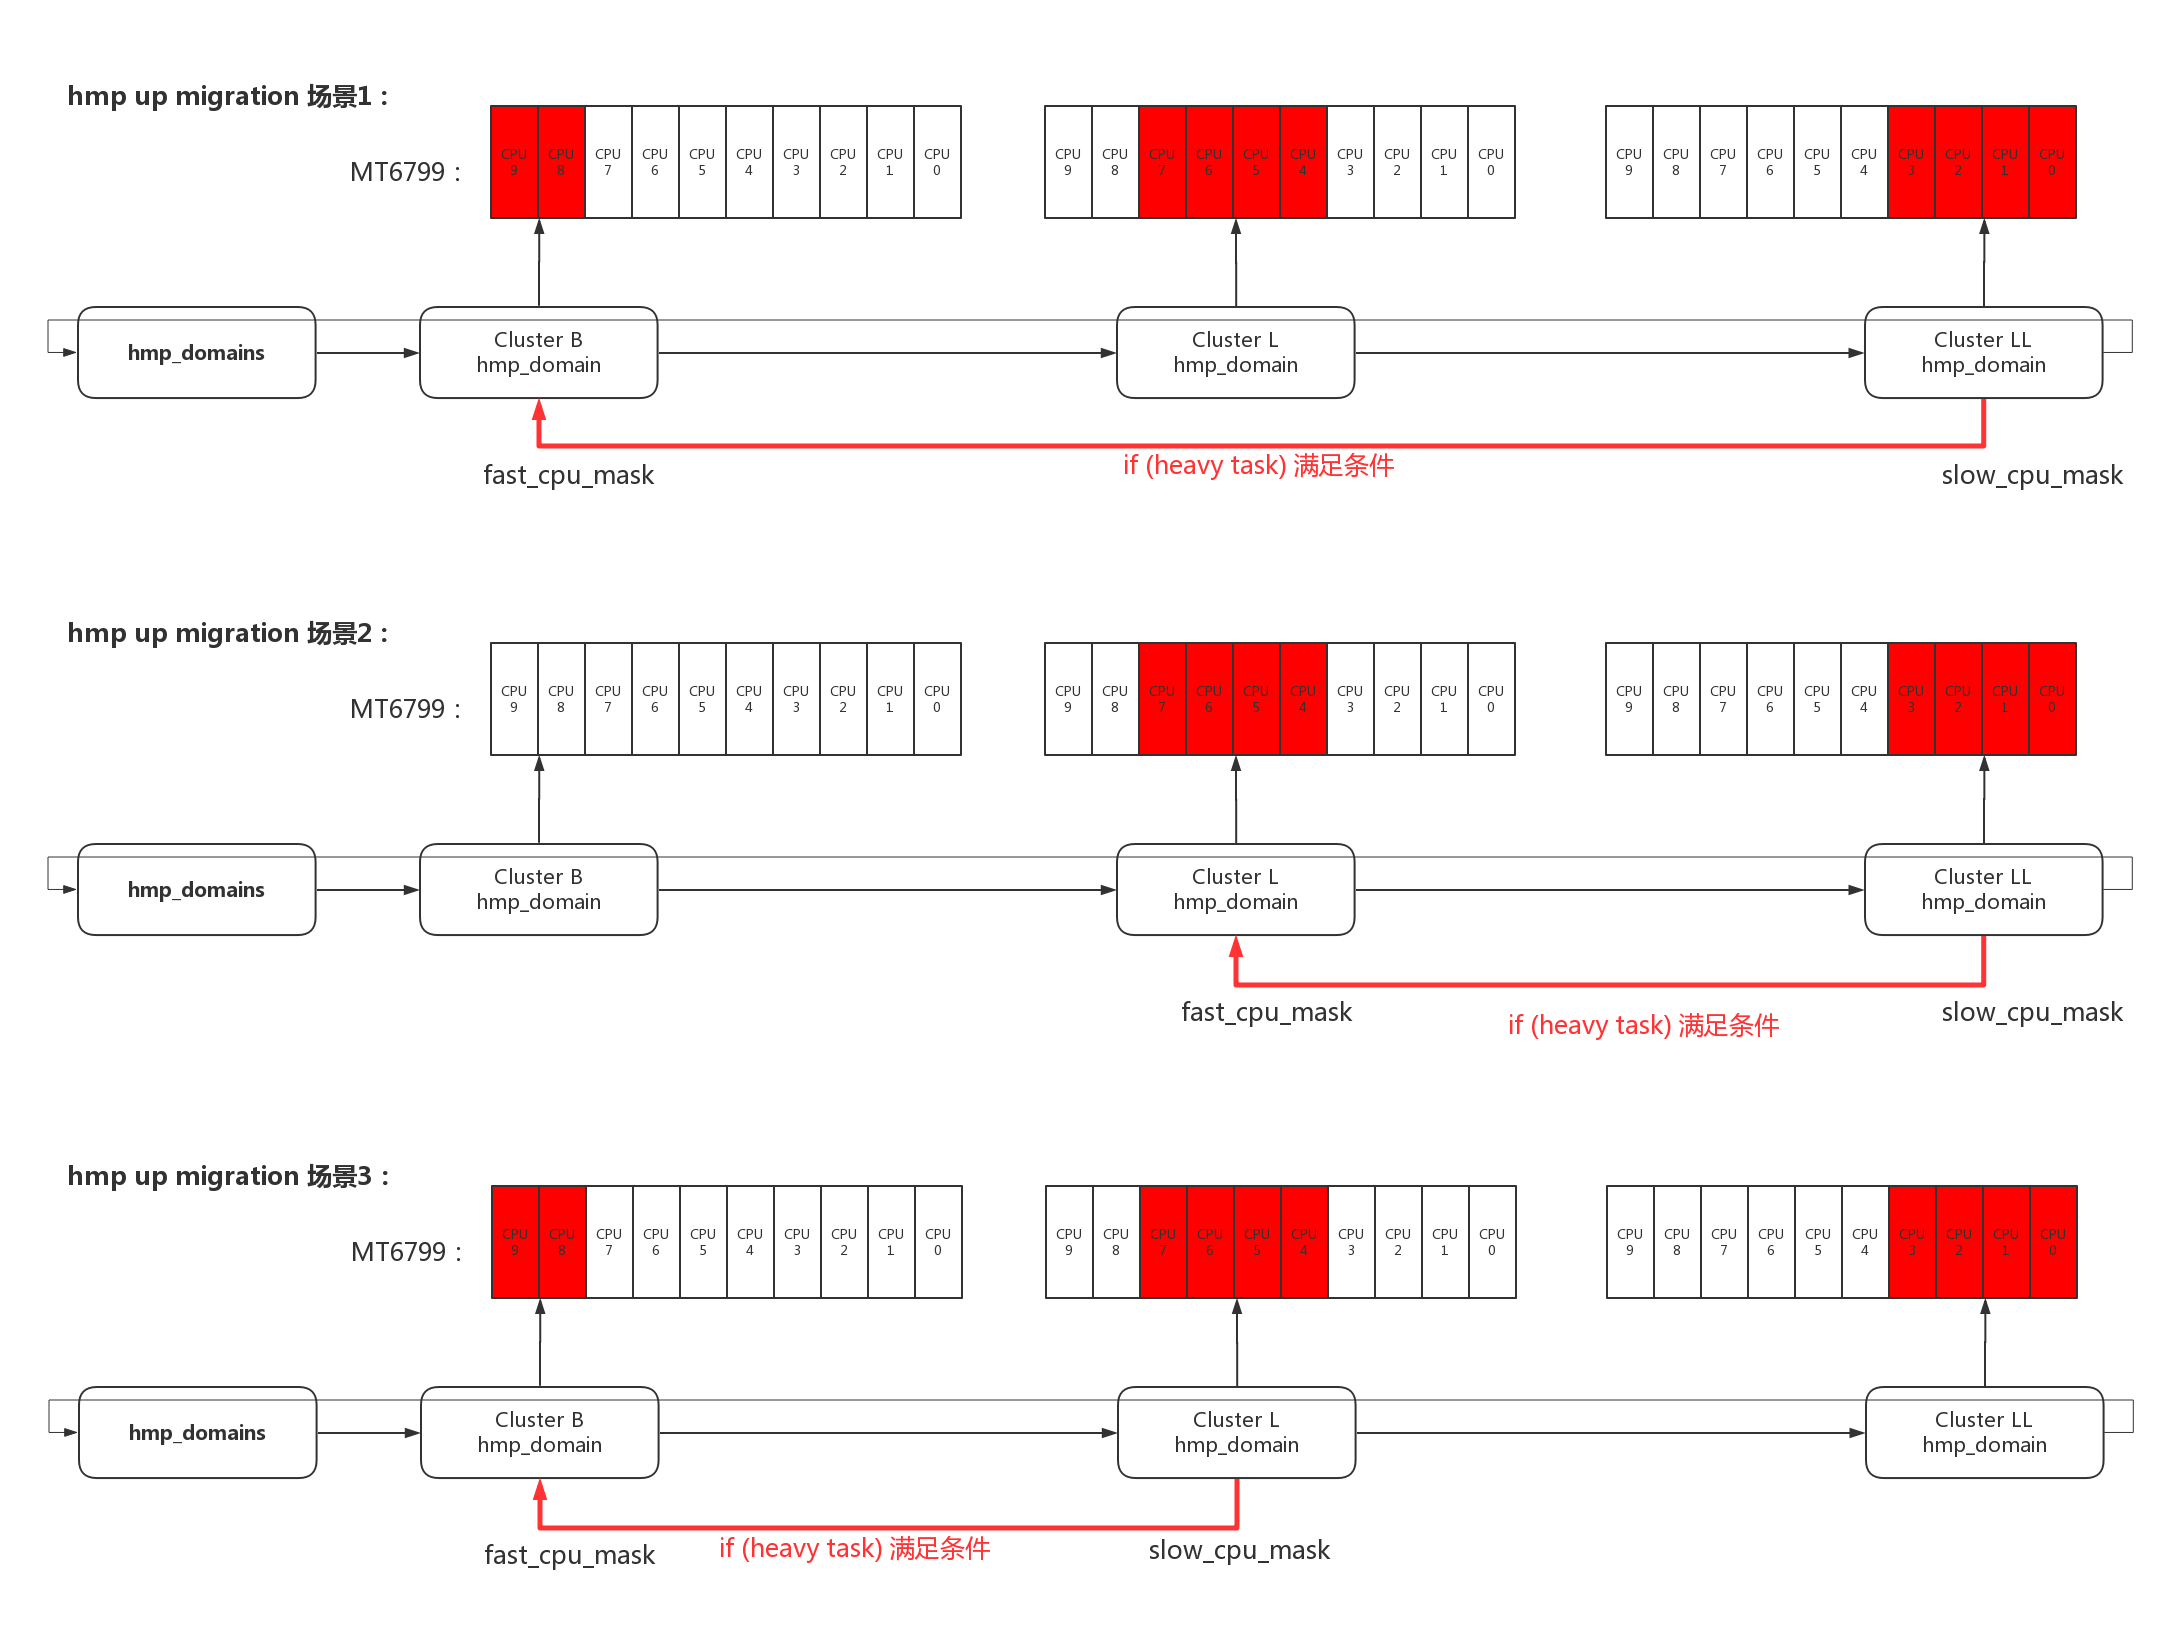 hmp up migration 场景1：
MT6799：
CPU 9 CPU 8 CPU 7 CPU 6 CPU 5 CPU 4 CPU 3 CPU 2 CPU 1 CPU 0
CPU 9 CPU 8 CPU 7 CPU 6 CPU 5 CPU 4 CPU 3 CPU 2 CPU 1 CPU 0
CPU 9 CPU 8 CPU 7 CPU 6 CPU 5 CPU 4 CPU 3 CPU 2 CPU 1 CPU 0
hmp_domains
Cluster B
hmp_domain
Cluster L
hmp_domain
Cluster LL
hmp_domain
fast_cpu_mask
if (heavy task) 满足条件
slow_cpu_mask
hmp up migration 场景2：
MT6799：
CPU 9 CPU 8 CPU 7 CPU 6 CPU 5 CPU 4 CPU 3 CPU 2 CPU 1 CPU 0
CPU 9 CPU 8 CPU 7 CPU 6 CPU 5 CPU 4 CPU 3 CPU 2 CPU 1 CPU 0
CPU 9 CPU 8 CPU 7 CPU 6 CPU 5 CPU 4 CPU 3 CPU 2 CPU 1 CPU 0
hmp_domains
Cluster B
hmp_domain
Cluster L
hmp_domain
Cluster LL
hmp_domain
fast_cpu_mask
if (heavy task) 满足条件
slow_cpu_mask
hmp up migration 场景3：
MT6799：
CPU 9 CPU 8 CPU 7 CPU 6 CPU 5 CPU 4 CPU 3 CPU 2 CPU 1 CPU 0
CPU 9 CPU 8 CPU 7 CPU 6 CPU 5 CPU 4 CPU 3 CPU 2 CPU 1 CPU 0
CPU 9 CPU 8 CPU 7 CPU 6 CPU 5 CPU 4 CPU 3 CPU 2 CPU 1 CPU 0
hmp_domains
Cluster B
hmp_domain
Cluster L
hmp_domain
Cluster LL
hmp_domain
fast_cpu_mask
if (heavy task) 满足条件
slow_cpu_mask